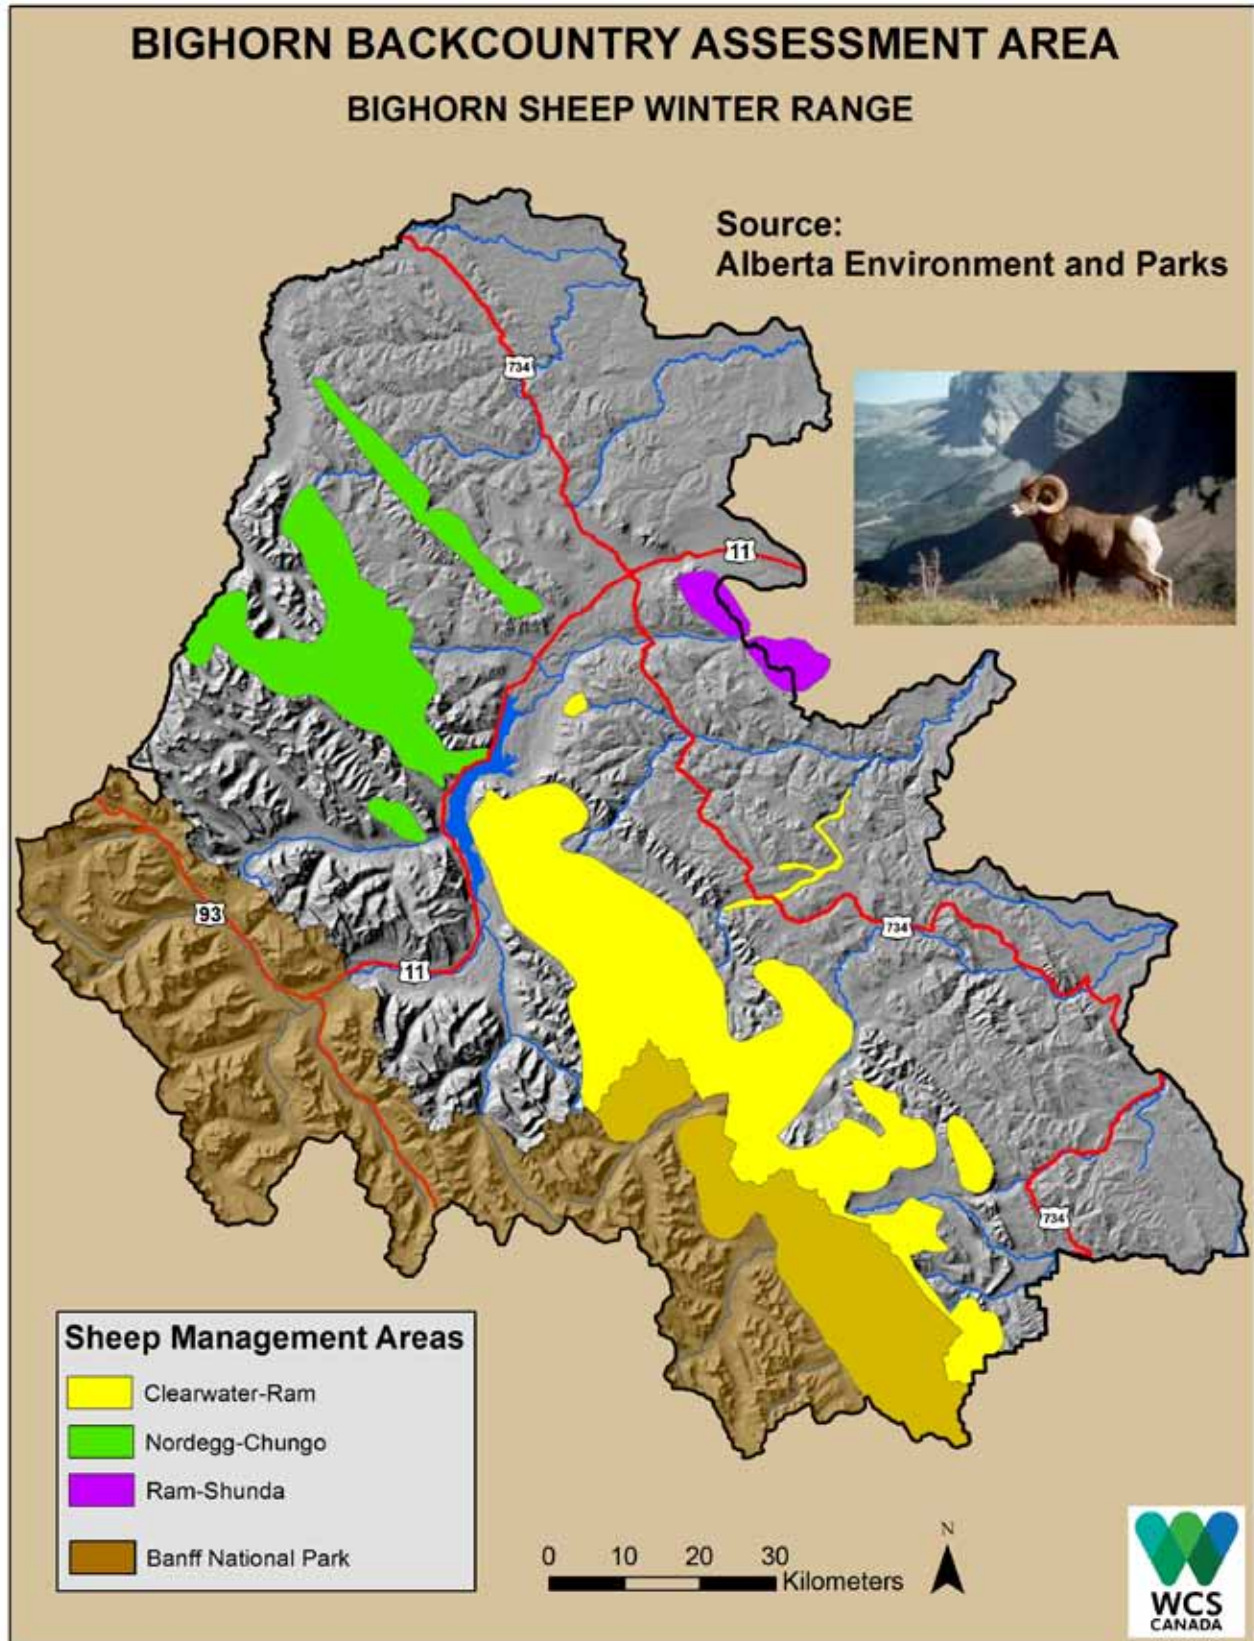 BIGHORN BACKCOUNTRY ASSESSMENT AREA
BIGHORN SHEEP WINTER RANGE
Source:
Alberta Environment and Parks
734
11
93
11
734
734
Sheep Management Areas
Clearwater-Ram
Nordegg-Chungo
Ram-Shunda
Banff National Park
0 10 20 30
Kilometers
N
WCS
CANADA